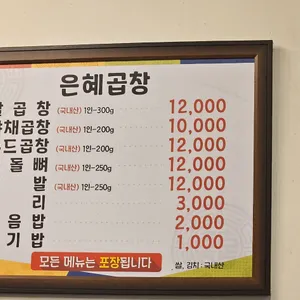 은혜곱창
곱창 (국내산) 1인-300g 12,000
채곱창 (국내산) 1인-200g 10,000
드곱창 (국내산) 1인-200g 12,000
돌뼈 (국내산) 1인-250g 12,000
발 (국내산) 1인-250g 12,000
리 3,000
음밥 2,000
기밥 1,000
모든 메뉴는 포장됩니다
쌀, 김치 : 국내산